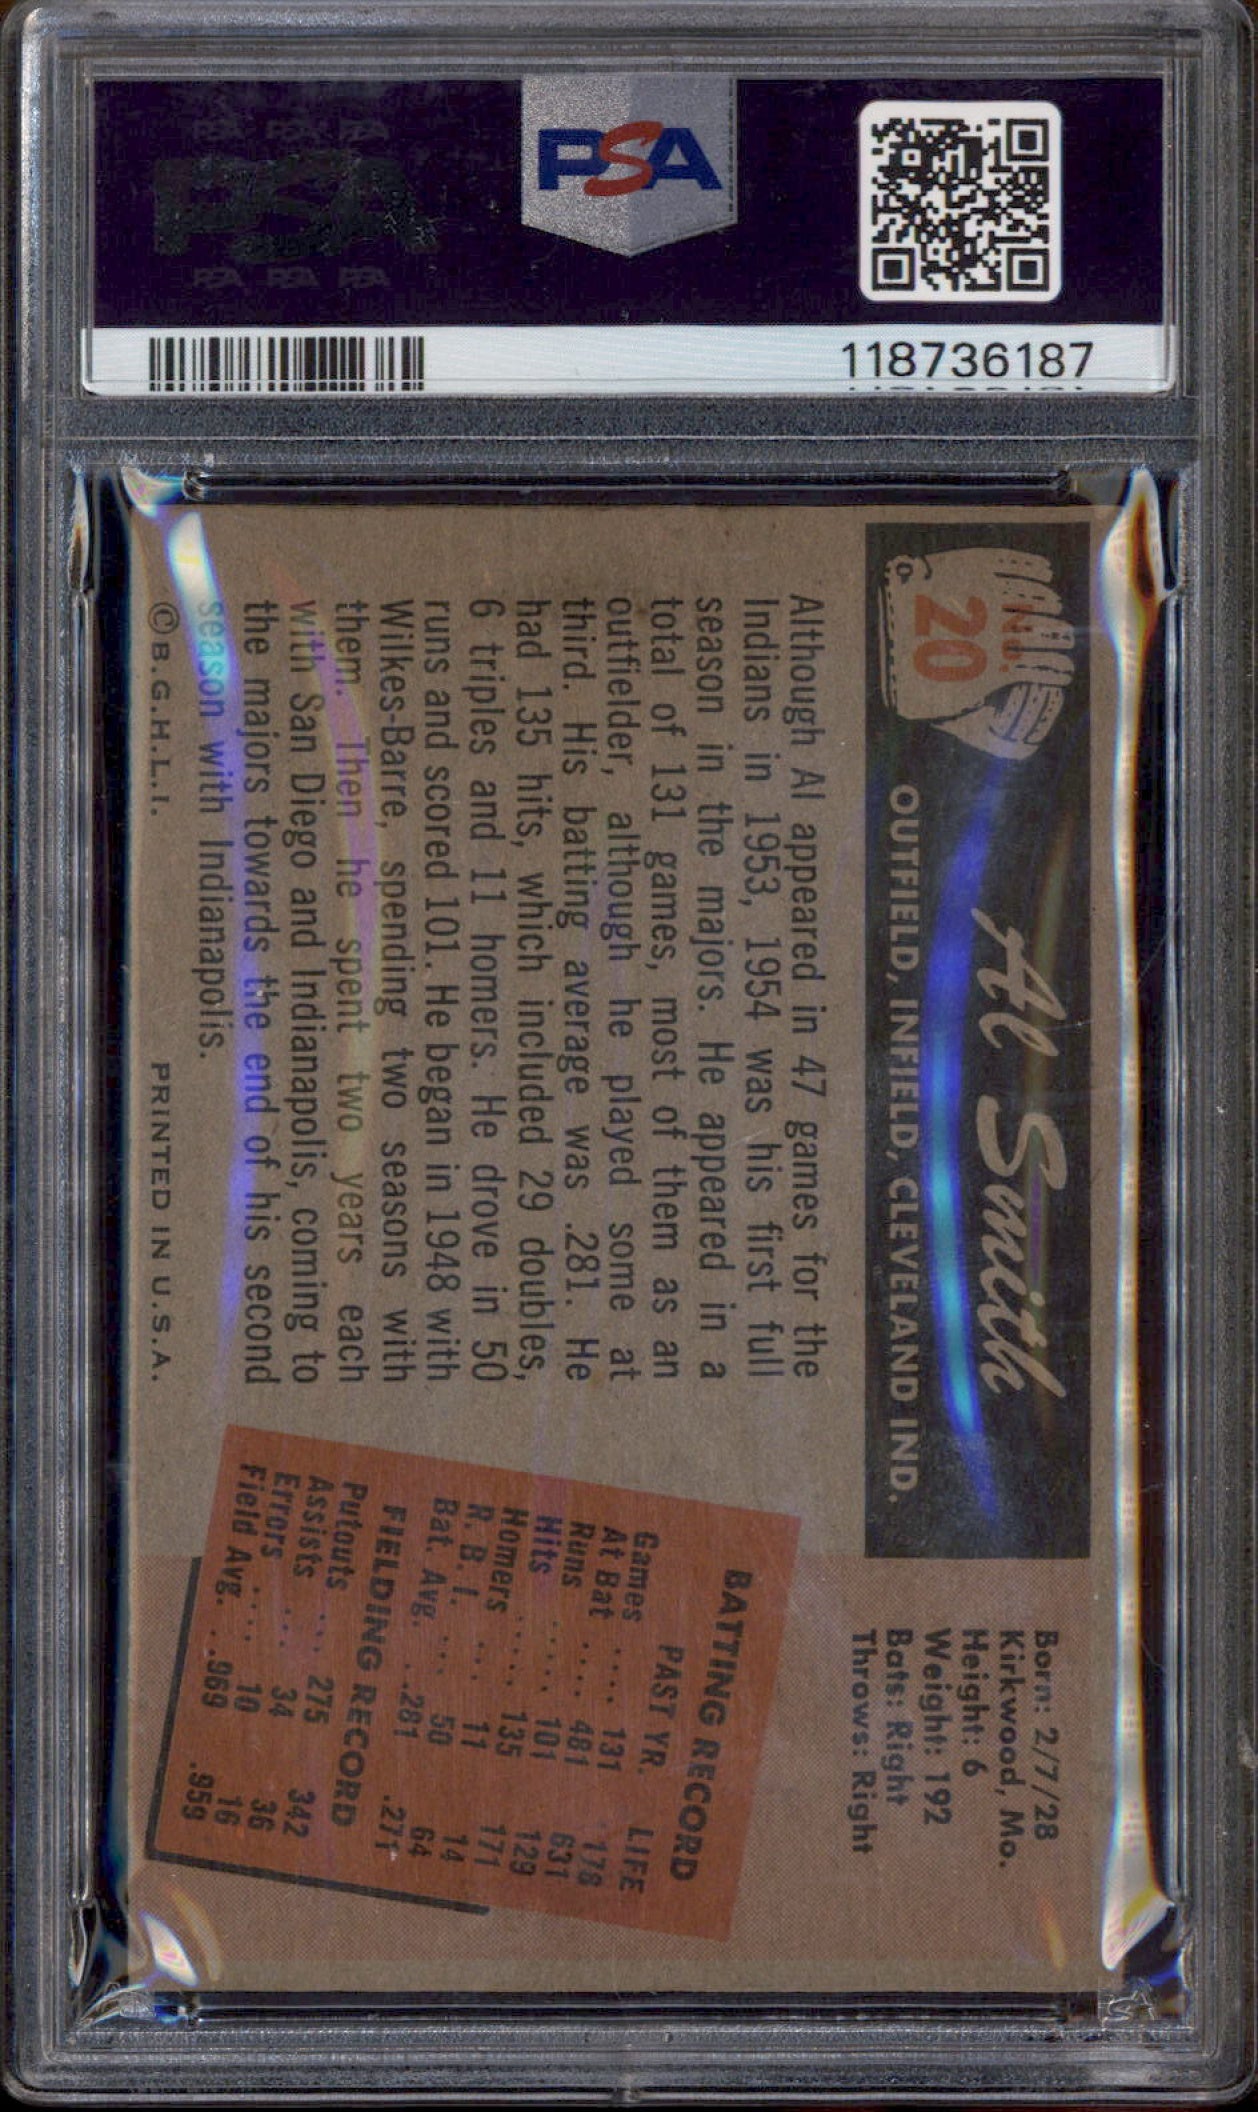 PSA
118736187
No.
20
Al Smith
OUTFIELD, INFIELD, CLEVELAND IND.
Born: 2/7/28
Kirkwood, Mo.
Height: 6
Weight: 192
Bats: Right
Throws: Right
Although Al appeared in 47 games for the
Indians in 1953, 1954 was his first full
season in the majors. He appeared in a
total of 131 games, most of them as an
outfielder, although he played some at
third. His batting average was .281. He
had 135 hits, which included 29 doubles,
6 triples and 11 homers. He drove in 50
runs and scored 101. He began in 1948 with
Wilkes-Barre, spending two seasons with
them. Then he spent two years each
with San Diego and Indianapolis, coming to
the majors towards the end of his second
season with Indianapolis.
©B.G.H.L.I. PRINTED IN U.S.A.
BATTING RECORD
PAST YR. LIFE
Games .... 131 178
At Bat .... 481 631
Runs ..... 101 129
Hits ..... 135 171
Homers ... 11 14
R. B. I. ... 50 64
Bat. Avg. ...281 .271
FIELDING RECORD
Putouts ... 275 342
Assists ... 34 36
Errors .... 10 16
Field Avg. ..969 .959